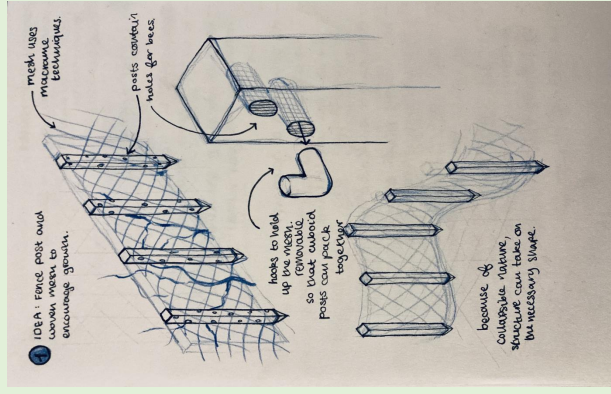 1
IDEA: Fence post and
woven mesh to
encourage growth.
mesh uses
macrame
techniques.
posts contain
holes for bees.
hooks to hold
up the mesh.
removable
so that cuboid
posts can pack
together
because of
collapsible nature,
structure can take on
the necessary shape.